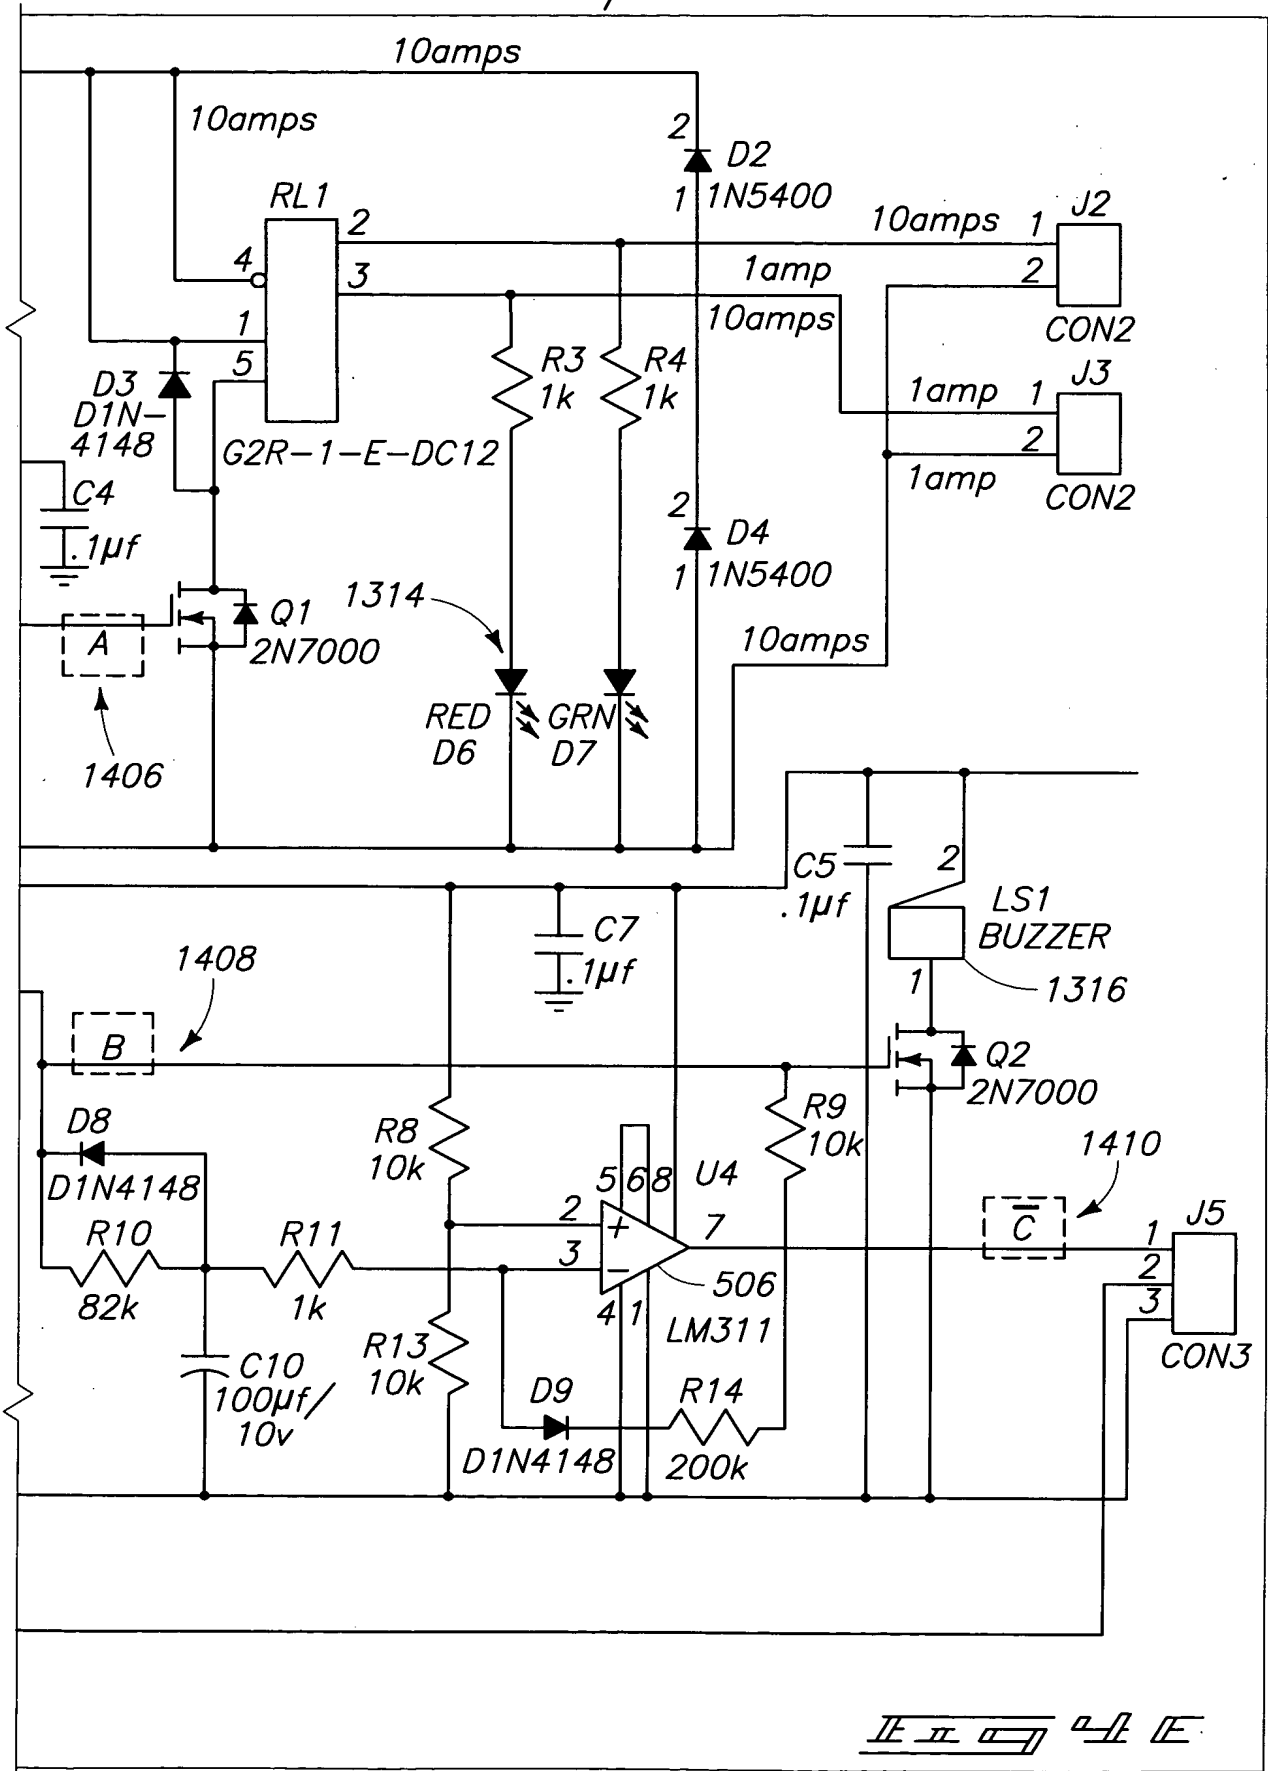 10amps
10amps
2
D2
1
1N5400
RL1
2
4
3
1
5
10amps
1
J2
1amp
2
10amps
CON2
D3
D1N-
4148
R3
1k
R4
1k
J3
1amp
1
2
1amp
CON2
G2R-1-E-DC12
C4
.1µf
2
D4
1
1N5400
1314
A
Q1
2N7000
10amps
RED
D6
GRN
D7
1406
C5
.1µf
2
LS1
BUZZER
C7
.1µf
1408
1
1316
B
Q2
2N7000
D8
D1N4148
R8
10k
R9
10k
1410
5 6 8
U4
2
+
7
C̅
1
J5
R10
82k
R11
1k
3
−
506
2
3
4 1
LM311
CON3
R13
10k
C10
100µf/
10v
D9
D1N4148
R14
200k
Fig 4E